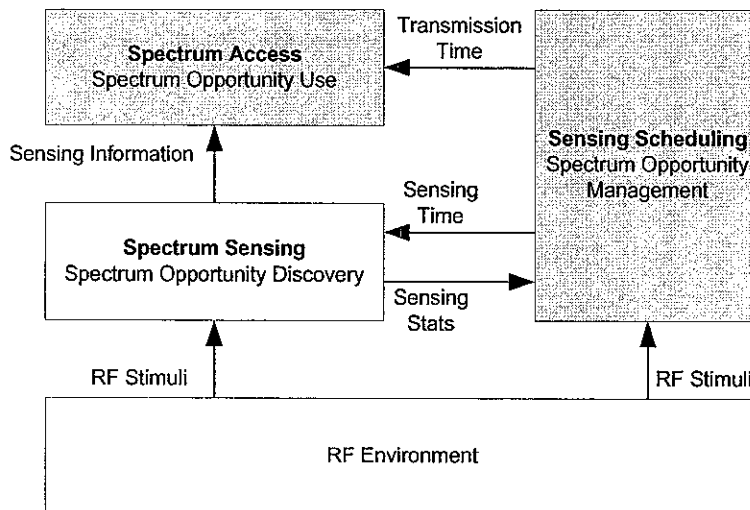 Spectrum Access
Spectrum Opportunity Use
Transmission
Time
Sensing Information
Sensing Scheduling
Spectrum Opportunity
Management
Sensing
Time
Spectrum Sensing
Spectrum Opportunity Discovery
Sensing
Stats
RF Stimuli
RF Stimuli
RF Environment